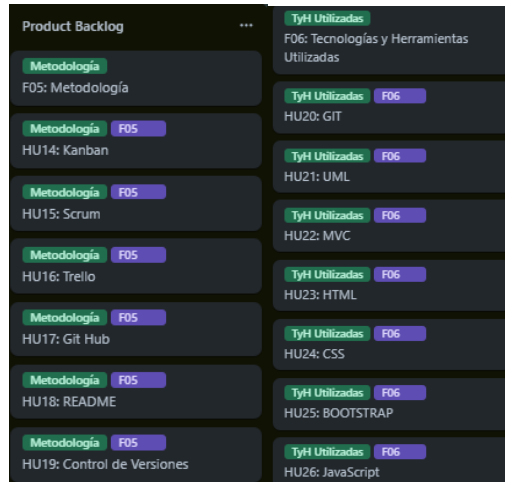 Product Backlog ...
Metodología
F05: Metodología
Metodología F05
HU14: Kanban
Metodología F05
HU15: Scrum
Metodología F05
HU16: Trello
Metodología F05
HU17: Git Hub
Metodología F05
HU18: README
Metodología F05
HU19: Control de Versiones
TyH Utilizadas
F06: Tecnologías y Herramientas
Utilizadas
TyH Utilizadas F06
HU20: GIT
TyH Utilizadas F06
HU21: UML
TyH Utilizadas F06
HU22: MVC
TyH Utilizadas F06
HU23: HTML
TyH Utilizadas F06
HU24: CSS
TyH Utilizadas F06
HU25: BOOTSTRAP
TyH Utilizadas F06
HU26: JavaScript